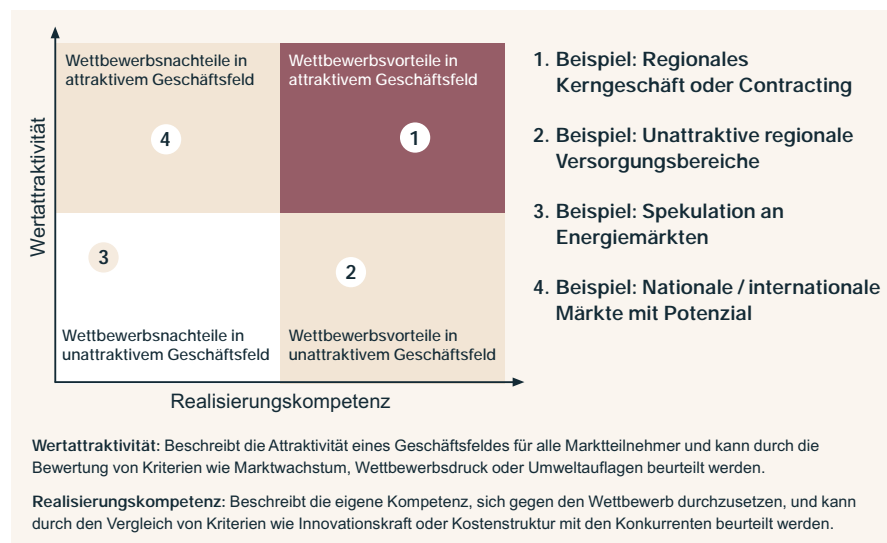 Wettbewerbsnachteile in
attraktivem Geschäftsfeld
Wettbewerbsvorteile in
attraktivem Geschäftsfeld
4
1
3
2
Wettbewerbsnachteile in
unattraktivem Geschäftsfeld
Wettbewerbsvorteile in
unattraktivem Geschäftsfeld
Wertattraktivität
Realisierungskompetenz
1. Beispiel: Regionales
Kerngeschäft oder Contracting
2. Beispiel: Unattraktive regionale
Versorgungsbereiche
3. Beispiel: Spekulation an
Energiemärkten
4. Beispiel: Nationale / internationale
Märkte mit Potenzial
Wertattraktivität: Beschreibt die Attraktivität eines Geschäftsfeldes für alle Marktteilnehmer und kann durch die
Bewertung von Kriterien wie Marktwachstum, Wettbewerbsdruck oder Umweltauflagen beurteilt werden.
Realisierungskompetenz: Beschreibt die eigene Kompetenz, sich gegen den Wettbewerb durchzusetzen, und kann
durch den Vergleich von Kriterien wie Innovationskraft oder Kostenstruktur mit den Konkurrenten beurteilt werden.